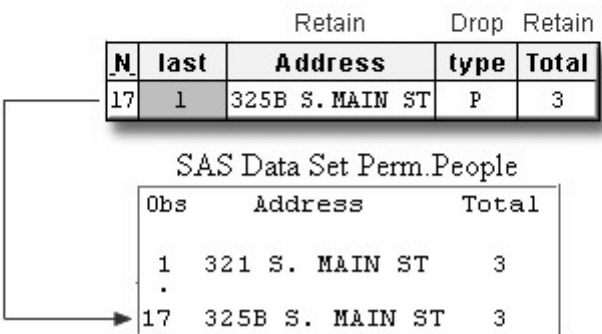 Retain Drop Retain
_N_ last Address type Total
17 1 325B S. MAIN ST P 3
SAS Data Set Perm.People
Obs Address Total
1 321 S. MAIN ST 3
.
17 325B S. MAIN ST 3